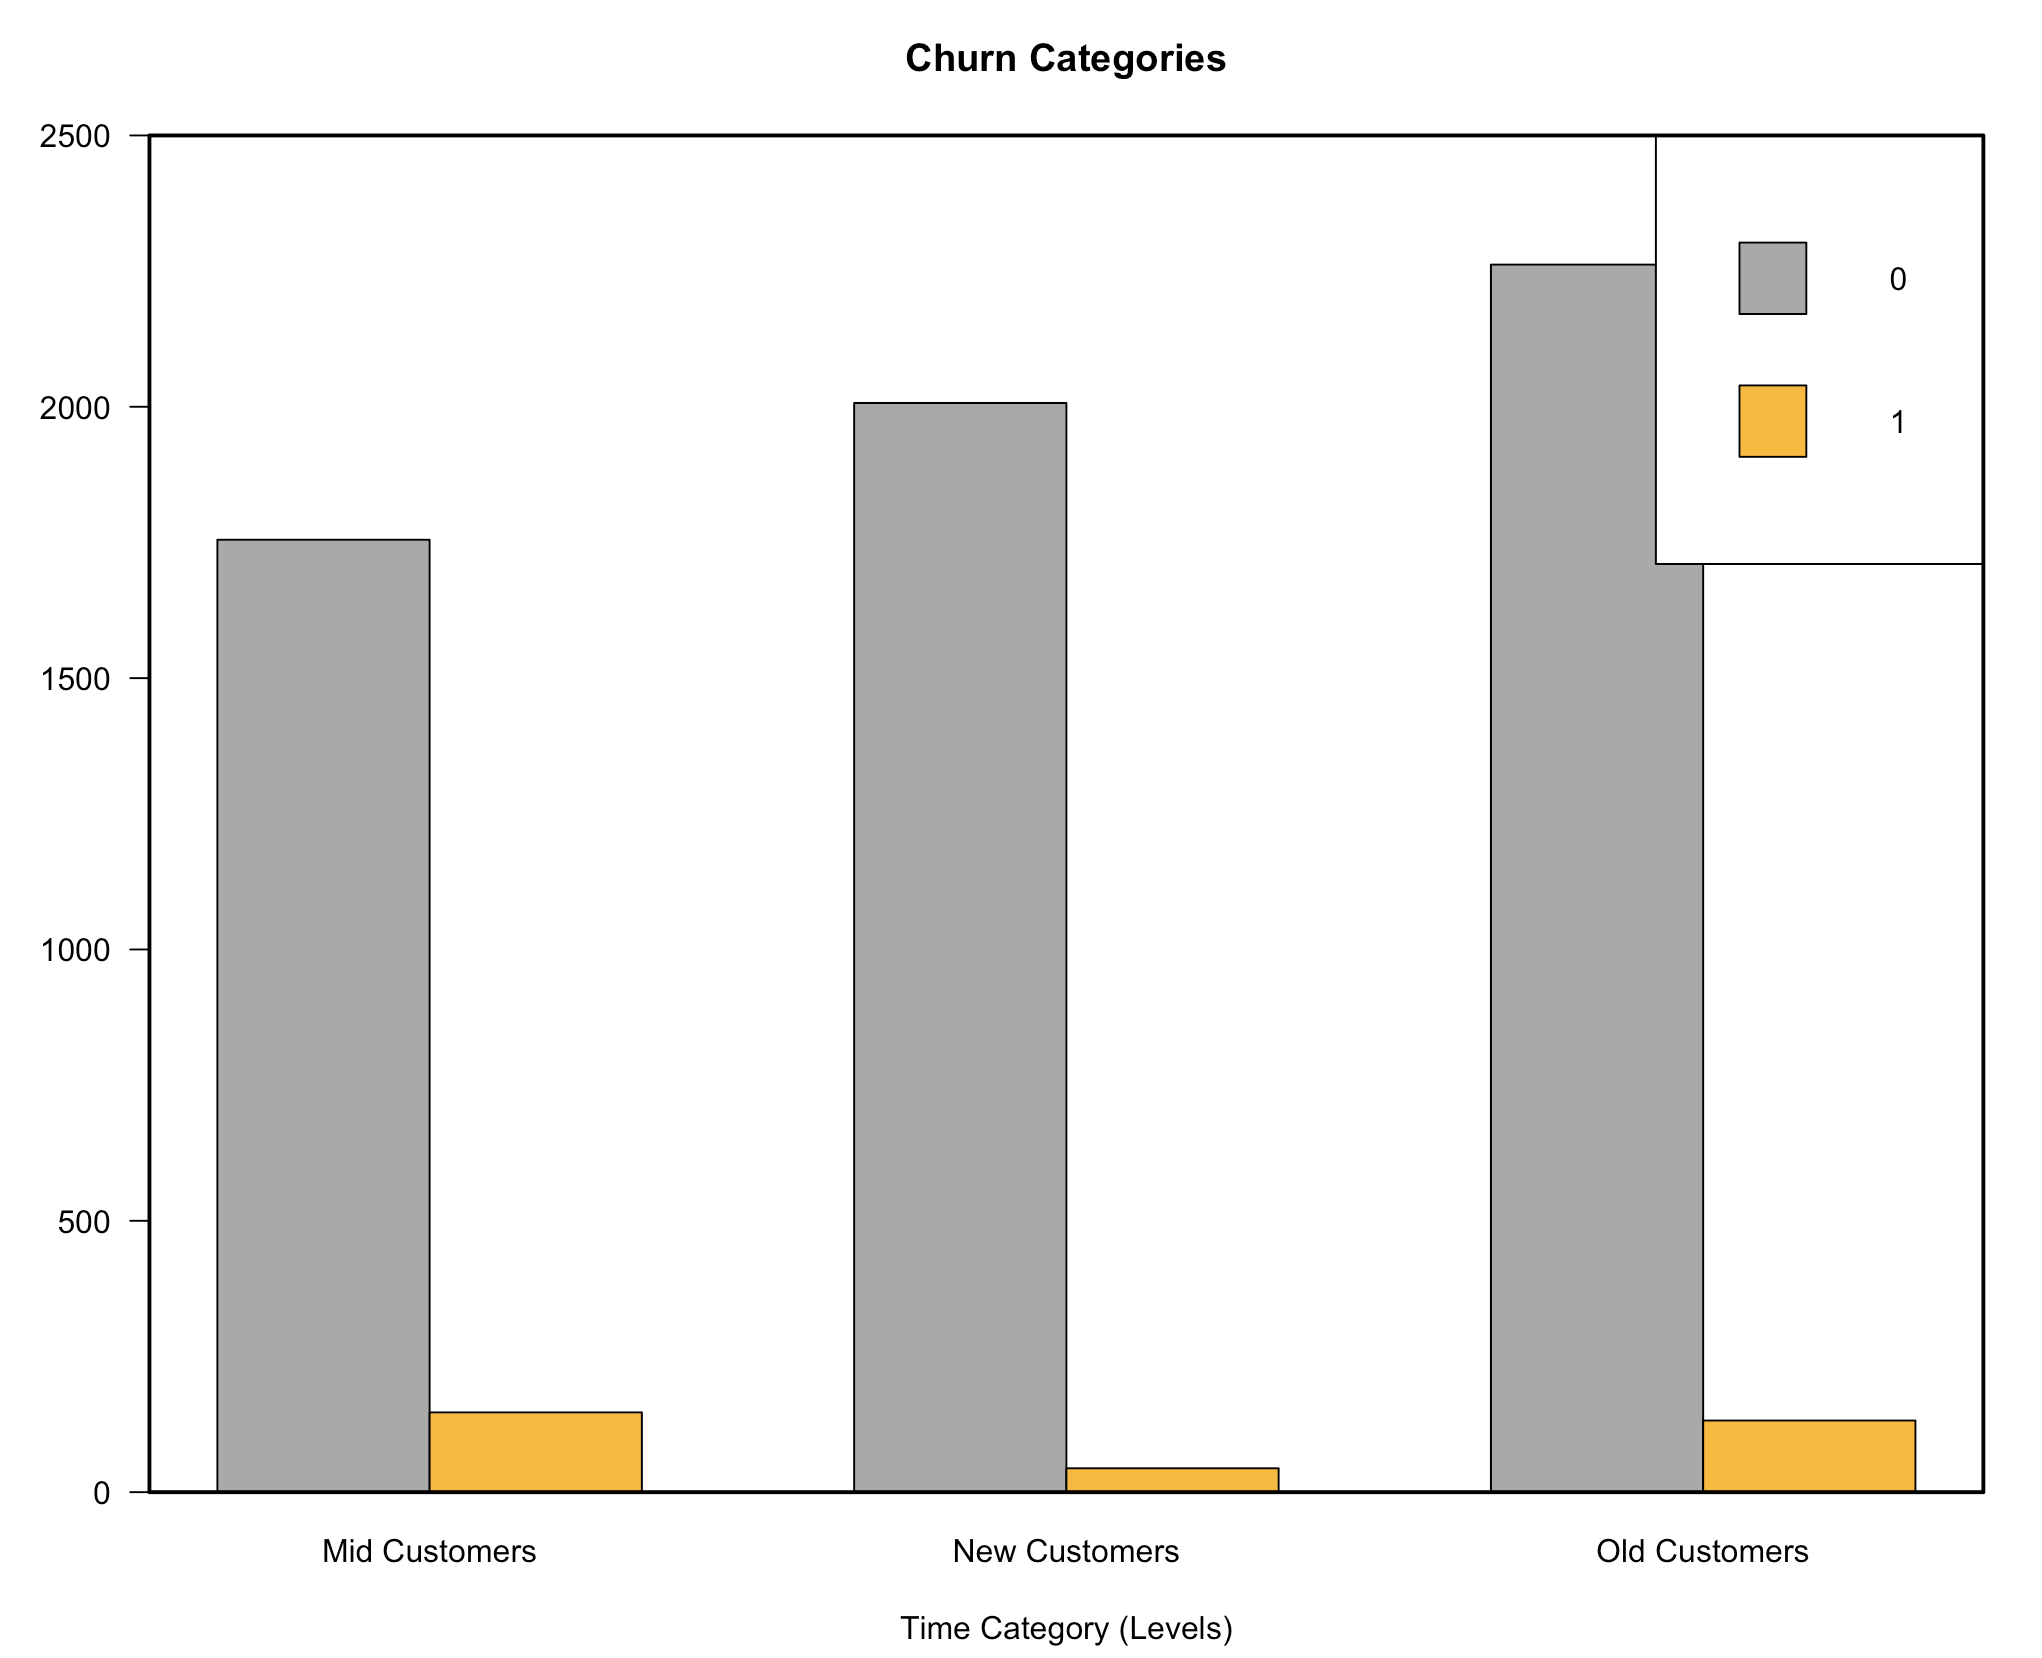 Churn Categories
2500
2000
1500
1000
500
0
0
1
Mid Customers
New Customers
Old Customers
Time Category (Levels)